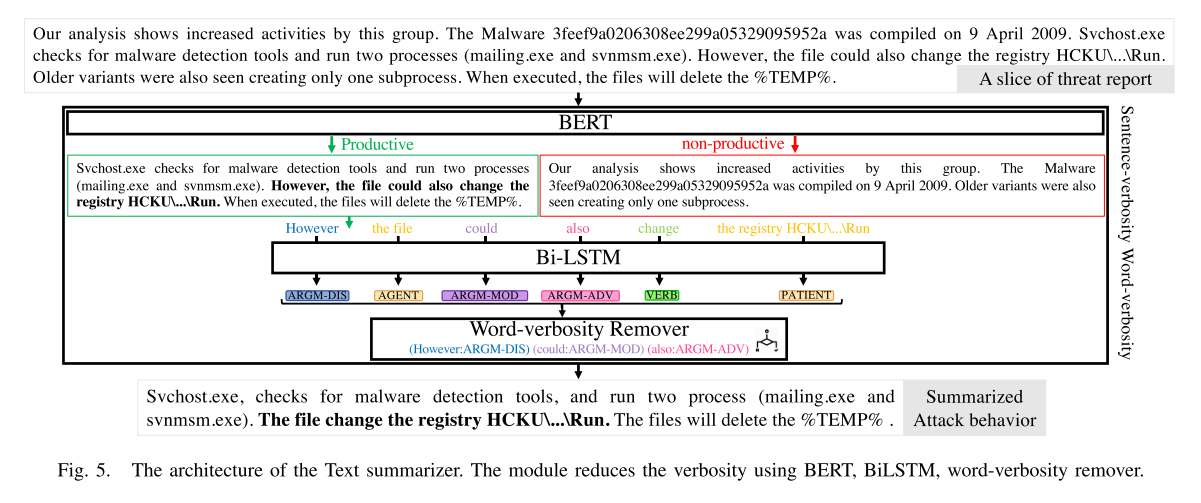 Our analysis shows increased activities by this group. The Malware 3feef9a0206308ee299a05329095952a was compiled on 9 April 2009. Svchost.exe
checks for malware detection tools and run two processes (mailing.exe and svnmsm.exe). However, the file could also change the registry HCKU\...\Run.
Older variants were also seen creating only one subprocess. When executed, the files will delete the %TEMP%.
A slice of threat report
BERT
Productive
non-productive
Svchost.exe checks for malware detection tools and run two processes
(mailing.exe and svnmsm.exe). However, the file could also change the
registry HCKU\...\Run. When executed, the files will delete the %TEMP%.
Our analysis shows increased activities by this group. The Malware
3feef9a0206308ee299a05329095952a was compiled on 9 April 2009. Older variants were also
seen creating only one subprocess.
However the file could also change the registry HCKU\...\Run
Bi-LSTM
ARGM-DIS AGENT ARGM-MOD ARGM-ADV VERB PATIENT
Word-verbosity Remover
(However:ARGM-DIS) (could:ARGM-MOD) (also:ARGM-ADV)
Sentence-verbosity Word-verbosity
Svchost.exe, checks for malware detection tools, and run two process (mailing.exe and
svnmsm.exe). The file change the registry HCKU\...\Run. The files will delete the %TEMP% .
Summarized
Attack behavior
Fig. 5. The architecture of the Text summarizer. The module reduces the verbosity using BERT, BiLSTM, word-verbosity remover.